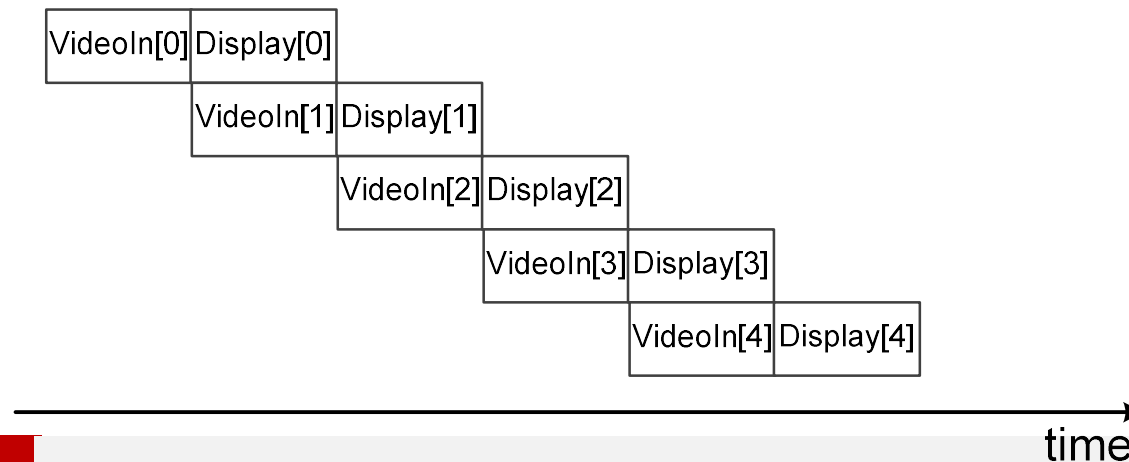 VideoIn[0] Display[0]
VideoIn[1] Display[1]
VideoIn[2] Display[2]
VideoIn[3] Display[3]
VideoIn[4] Display[4]
time